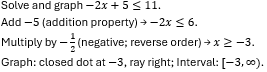 Solve and graph −2x + 5 ≤ 11.
Add −5 (addition property) → −2x ≤ 6.
Multiply by −1/2 (negative; reverse order) → x ≥ −3.
Graph: closed dot at −3, ray right; Interval: [−3, ∞).